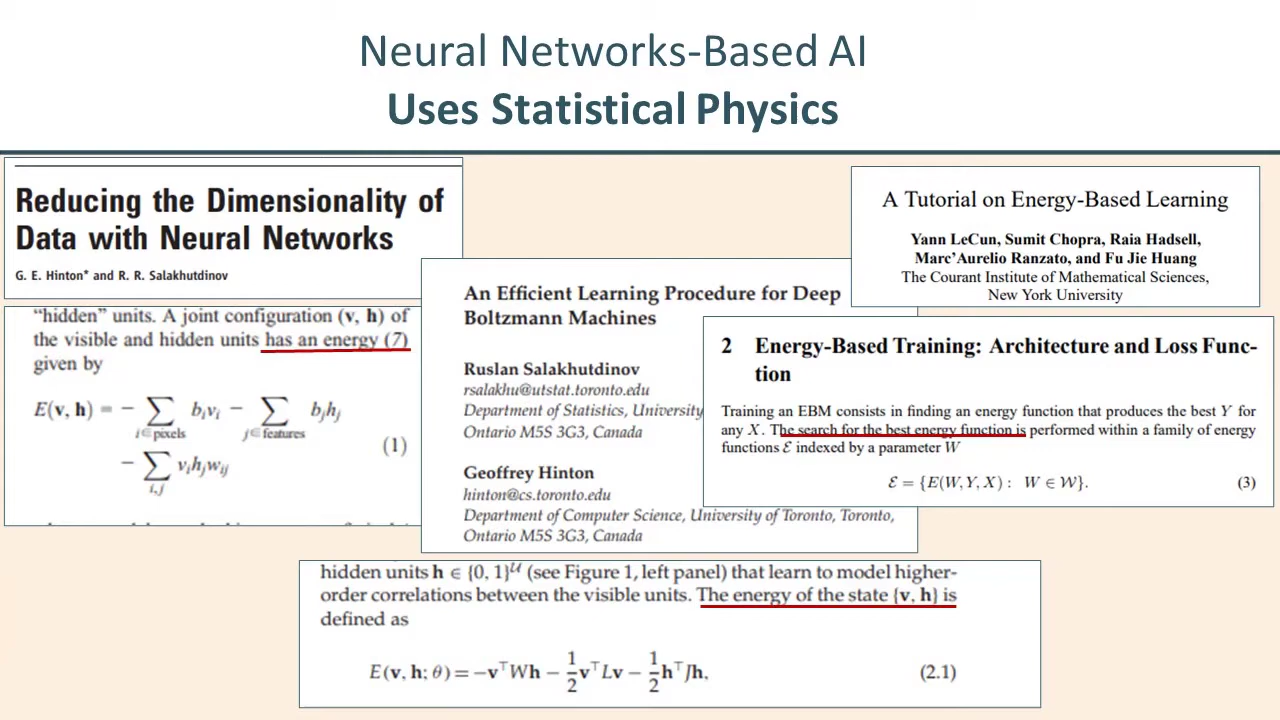 Neural Networks-Based AI
Uses Statistical Physics
Reducing the Dimensionality of
Data with Neural Networks
G. E. Hinton* and R. R. Salakhutdinov
“hidden” units. A joint configuration (v, h) of
the visible and hidden units has an energy (7)
given by
E(v, h) = − ∑ bᵢvᵢ − ∑ bⱼhⱼ
i∈pixels j∈features
(1)
− ∑ vᵢhⱼwᵢⱼ
i,j
An Efficient Learning Procedure for Deep
Boltzmann Machines
Ruslan Salakhutdinov
rsalakhu@utstat.toronto.edu
Department of Statistics, University
Ontario M5S 3G3, Canada
Geoffrey Hinton
hinton@cs.toronto.edu
Department of Computer Science, University of Toronto, Toronto,
Ontario M5S 3G3, Canada
A Tutorial on Energy-Based Learning
Yann LeCun, Sumit Chopra, Raia Hadsell,
Marc’Aurelio Ranzato, and Fu Jie Huang
The Courant Institute of Mathematical Sciences,
New York University
2 Energy-Based Training: Architecture and Loss Func-
tion
Training an EBM consists in finding an energy function that produces the best Y for
any X. The search for the best energy function is performed within a family of energy
functions ℰ indexed by a parameter W
ℰ = {E(W, Y, X) : W ∈ 𝒲}. (3)
hidden units h ∈ {0, 1}ᵁ (see Figure 1, left panel) that learn to model higher-
order correlations between the visible units. The energy of the state {v, h} is
defined as
E(v, h; θ) = −v⊤Wh − 1/2 v⊤Lv − 1/2 h⊤Jh, (2.1)